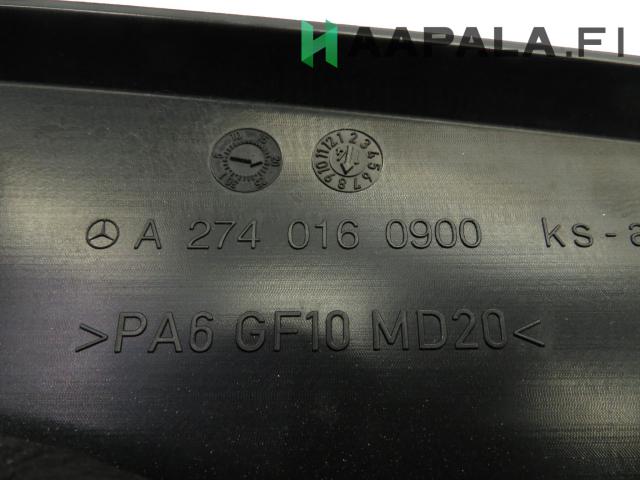 HAAPALA.FI
A 274 016 0900 ks-a
>PA6 GF10 MD20<